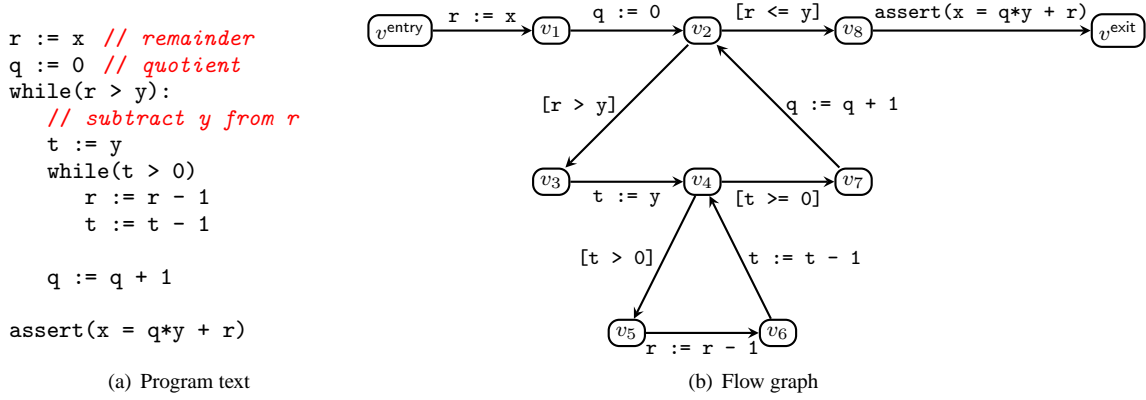 r := x // remainder
q := 0 // quotient
while(r > y):
// subtract y from r
t := y
while(t > 0)
r := r - 1
t := t - 1
q := q + 1
assert(x = q*y + r)
(a) Program text
r := x
q := 0
[r <= y]
assert(x = q*y + r)
v^entry
v₁
v₂
v₈
v^exit
[r > y]
q := q + 1
v₃
v₄
v₇
t := y
[t >= 0]
[t > 0]
t := t - 1
v₅
v₆
r := r - 1
(b) Flow graph